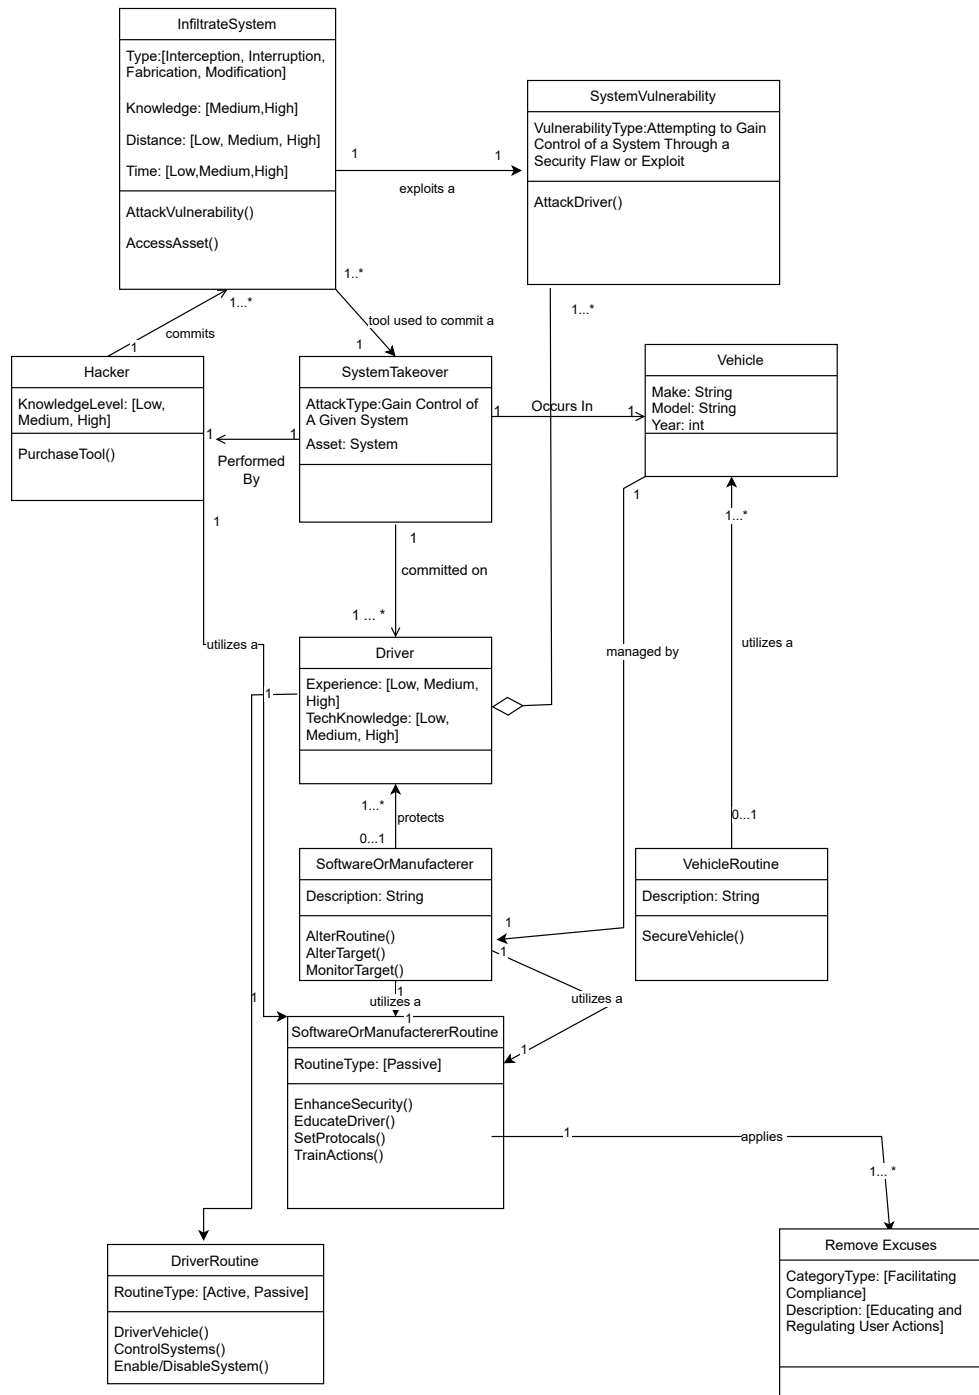 InfiltrateSystem
Type:[Interception, Interruption,
Fabrication, Modification]
Knowledge: [Medium,High]
Distance: [Low, Medium, High]
Time: [Low,Medium,High]
AttackVulnerability()
AccessAsset()
SystemVulnerability
VulnerabilityType:Attempting to Gain
Control of a System Through a
Security Flaw or Exploit
AttackDriver()
1
1
exploits a
1..*
1...*
1...*
tool used to commit a
commits
1
1
Hacker
KnowledgeLevel: [Low,
Medium, High]
PurchaseTool()
SystemTakeover
AttackType:Gain Control of
A Given System
Asset: System
Vehicle
Make: String
Model: String
Year: int
1
Occurs In
1
1
1
Performed
By
1
1
1
1...*
committed on
1 ... *
utilizes a
managed by
utilizes a
Driver
Experience: [Low, Medium,
High]
TechKnowledge: [Low,
Medium, High]
1
1...*
protects
0...1
0...1
SoftwareOrManufacterer
Description: String
AlterRoutine()
AlterTarget()
MonitorTarget()
VehicleRoutine
Description: String
SecureVehicle()
1
1
1
1
utilizes a
utilizes a
1
1
SoftwareOrManufactererRoutine
RoutineType: [Passive]
EnhanceSecurity()
EducateDriver()
SetProtocals()
TrainActions()
1
applies
1... *
DriverRoutine
RoutineType: [Active, Passive]
DriverVehicle()
ControlSystems()
Enable/DisableSystem()
Remove Excuses
CategoryType: [Facilitating
Compliance]
Description: [Educating and
Regulating User Actions]